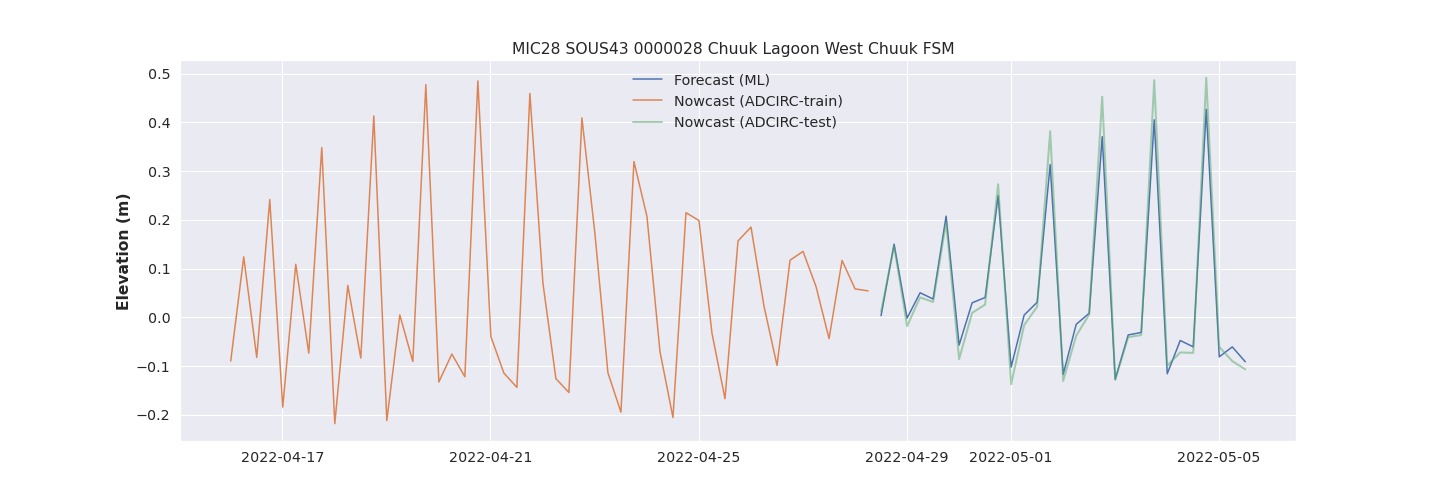 MIC28 SOUS43 0000028 Chuuk Lagoon West Chuuk FSM
Forecast (ML)
Nowcast (ADCIRC-train)
Nowcast (ADCIRC-test)
Elevation (m)
0.5
0.4
0.3
0.2
0.1
0.0
−0.1
−0.2
2022-04-17 2022-04-21 2022-04-25 2022-04-29 2022-05-01 2022-05-05